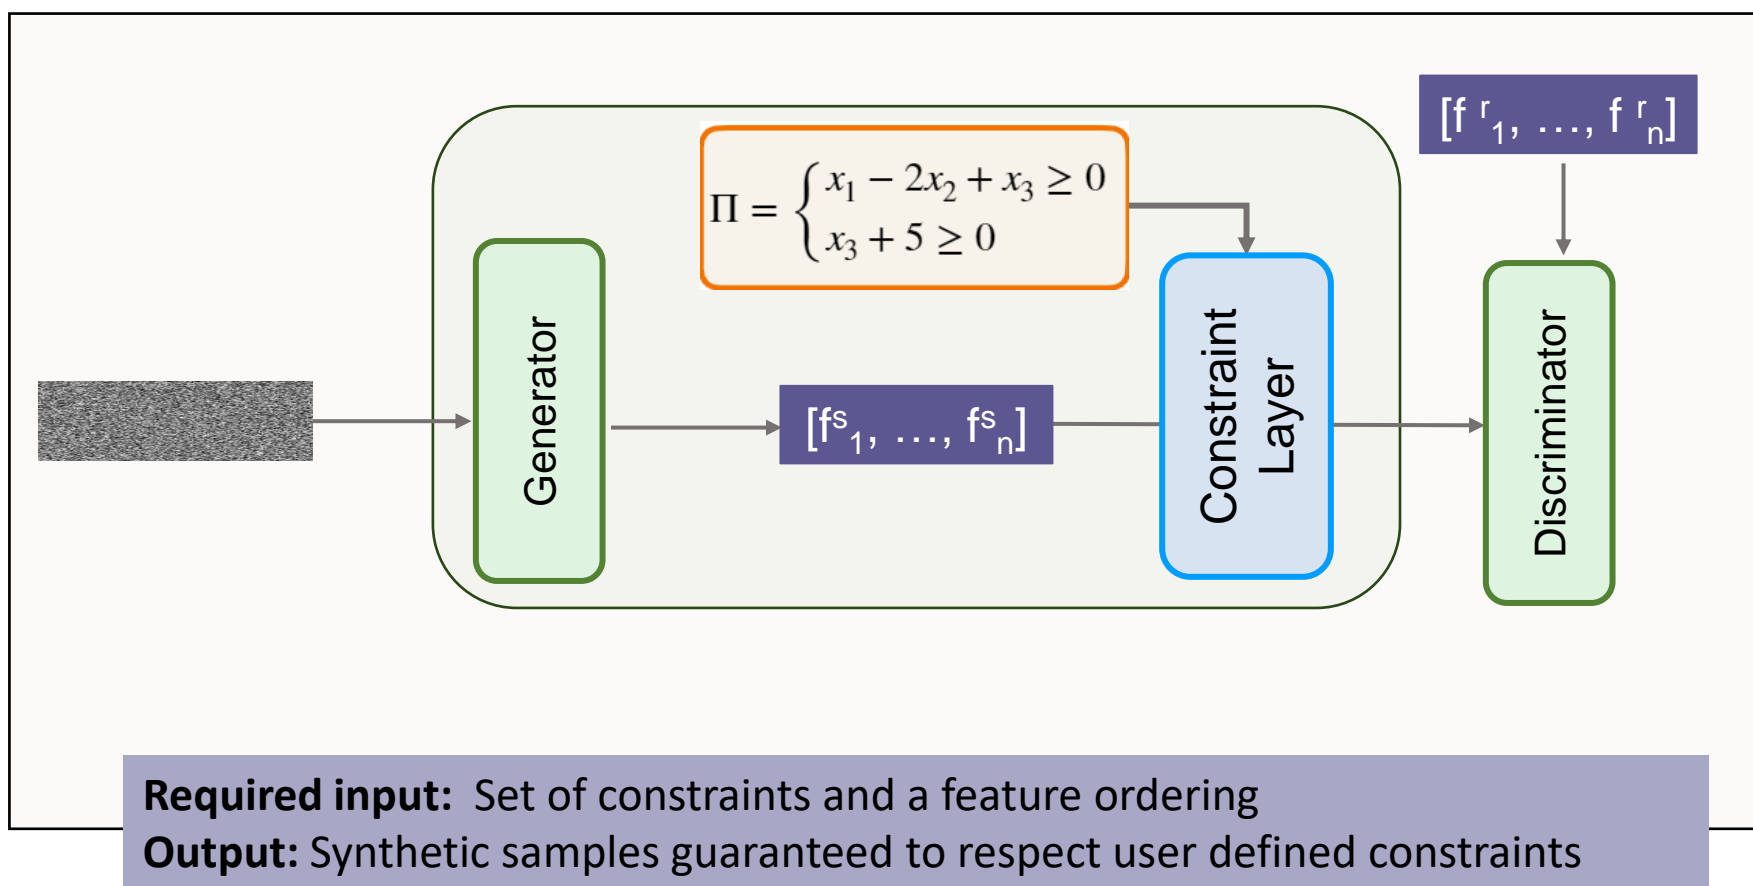 [f ʳ₁, …, f ʳₙ]
Π = { x₁ − 2x₂ + x₃ ≥ 0
x₃ + 5 ≥ 0
Generator
[fˢ₁, …, fˢₙ]
Constraint
Layer
Discriminator
Required input: Set of constraints and a feature ordering
Output: Synthetic samples guaranteed to respect user defined constraints